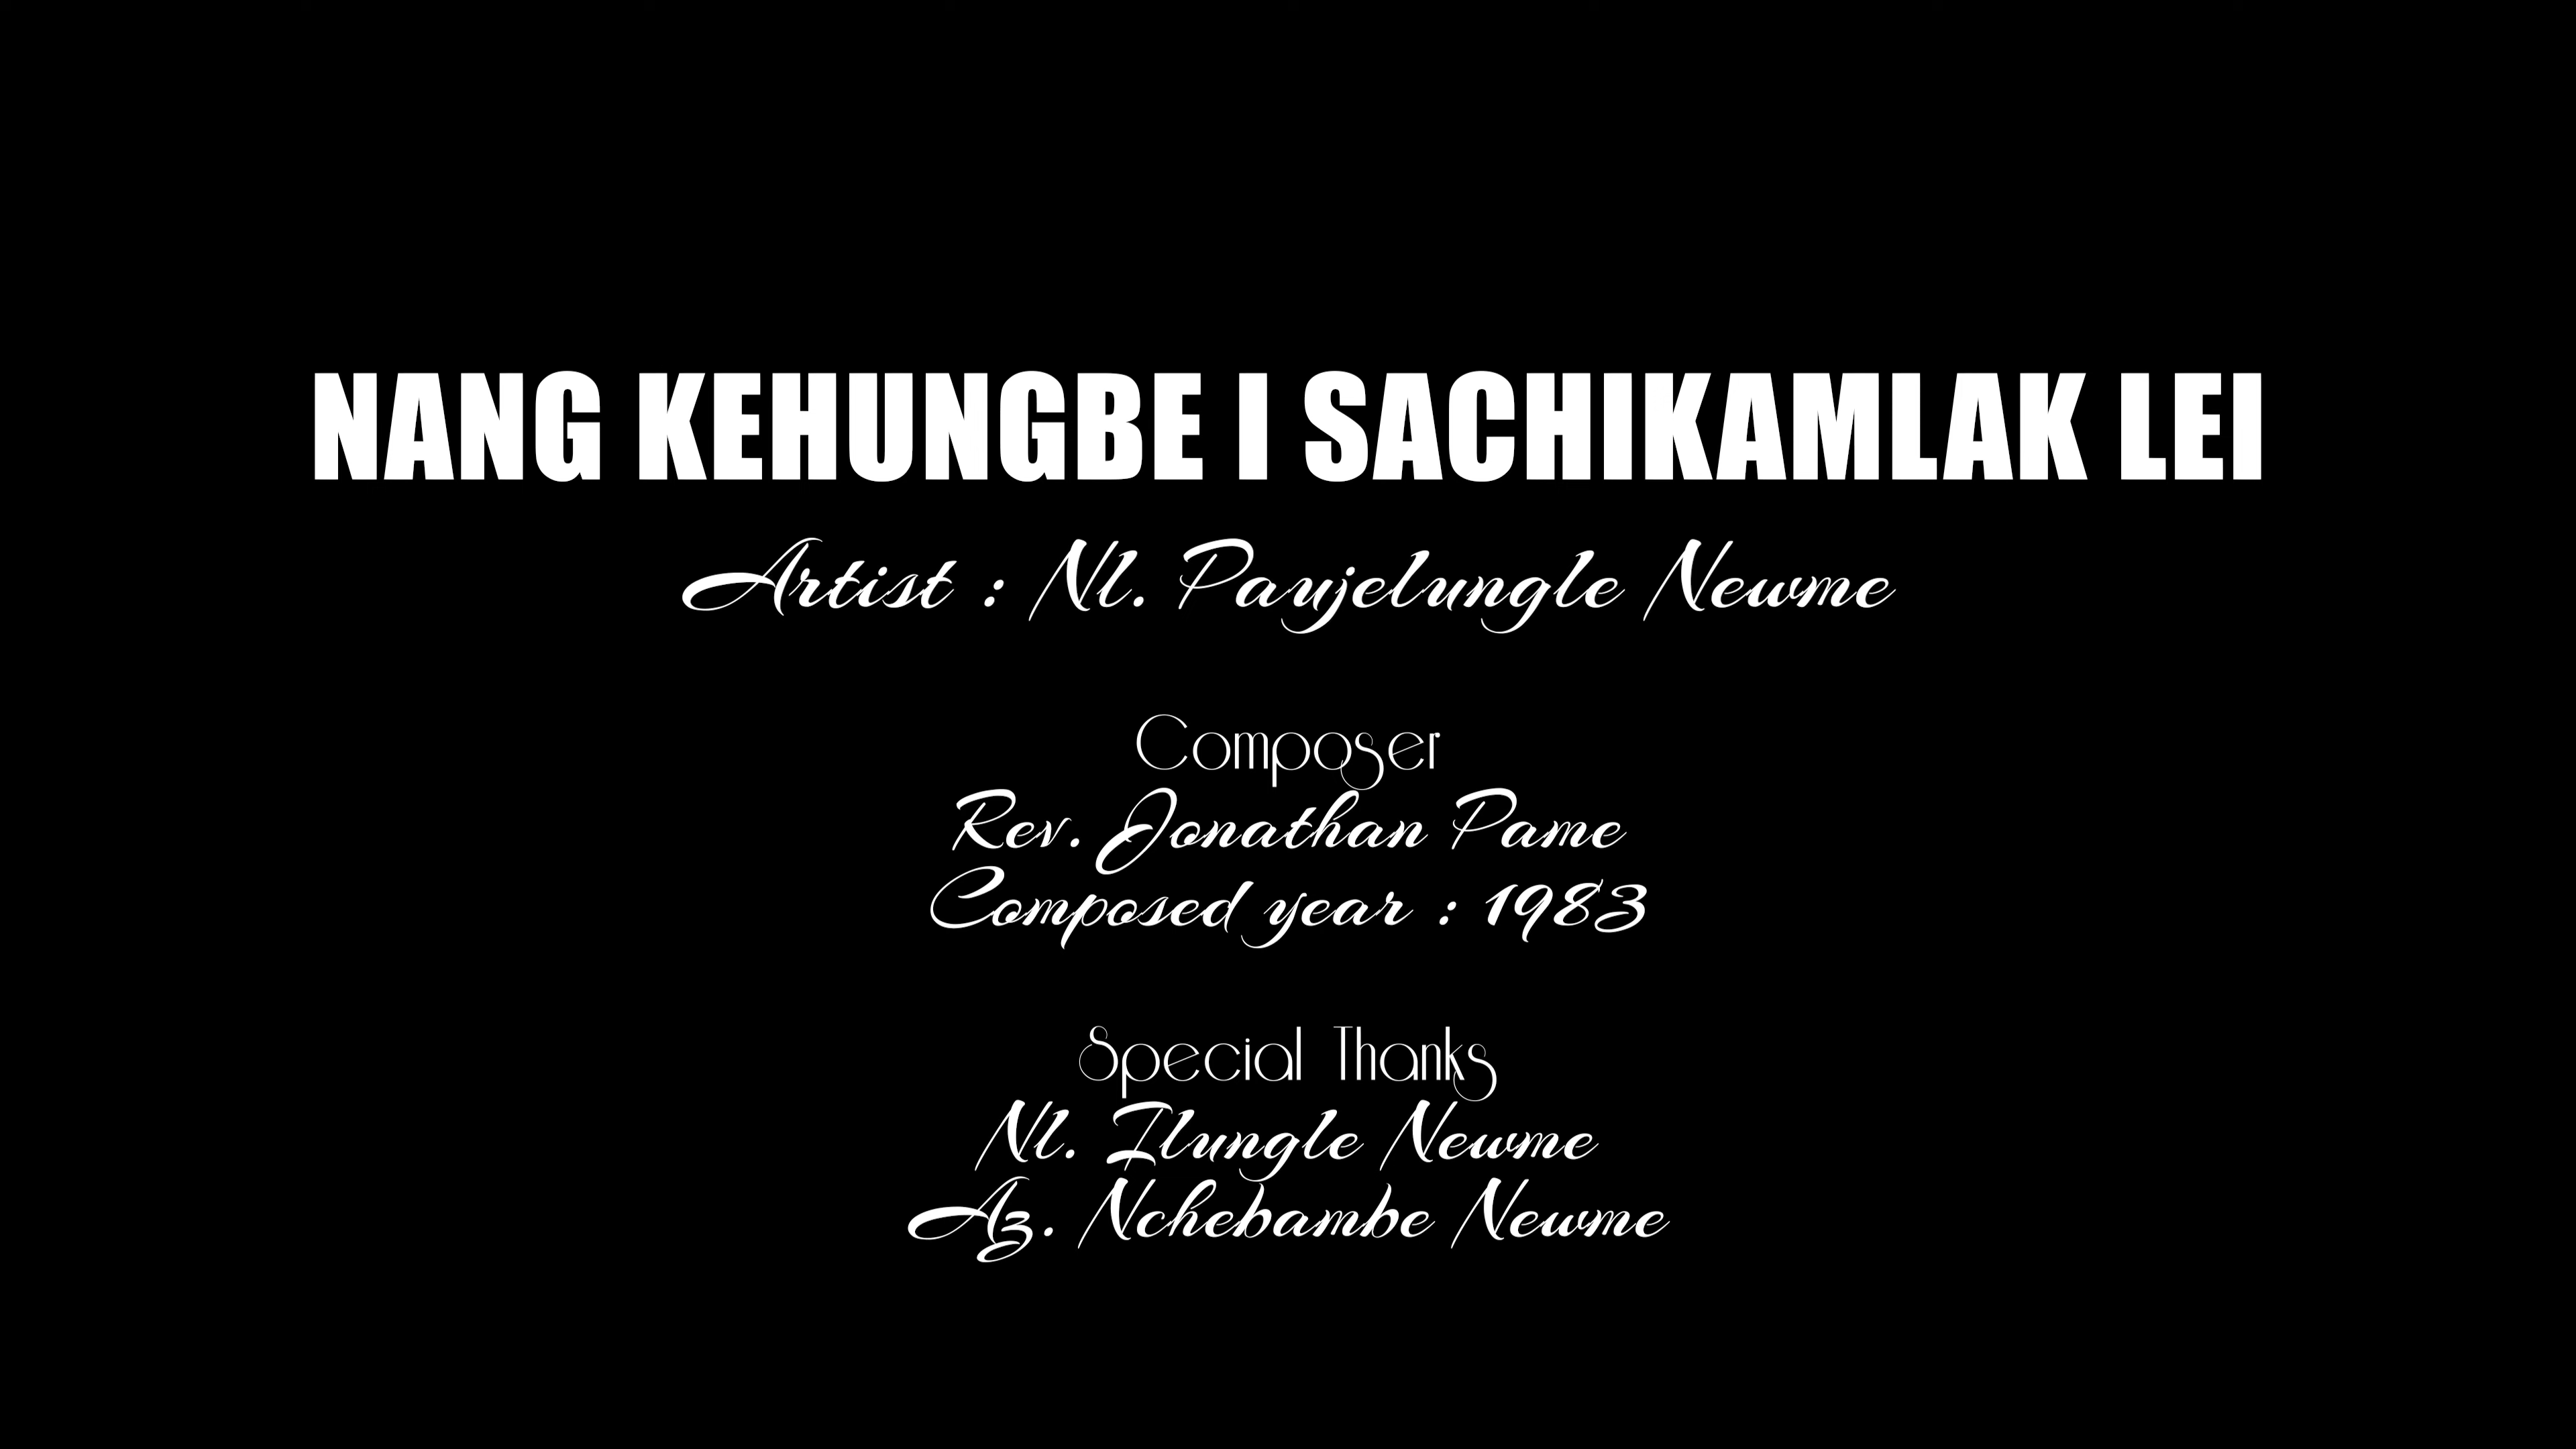 NANG KEHUNGBE I SACHIKAMLAK LEI
Artist : Nl. Paujelungle Newme
Composer
Rev. Jonathan Pame
Composed year : 1983
Special Thanks
Nl. Ilungle Newme
Az. Nchebambe Newme